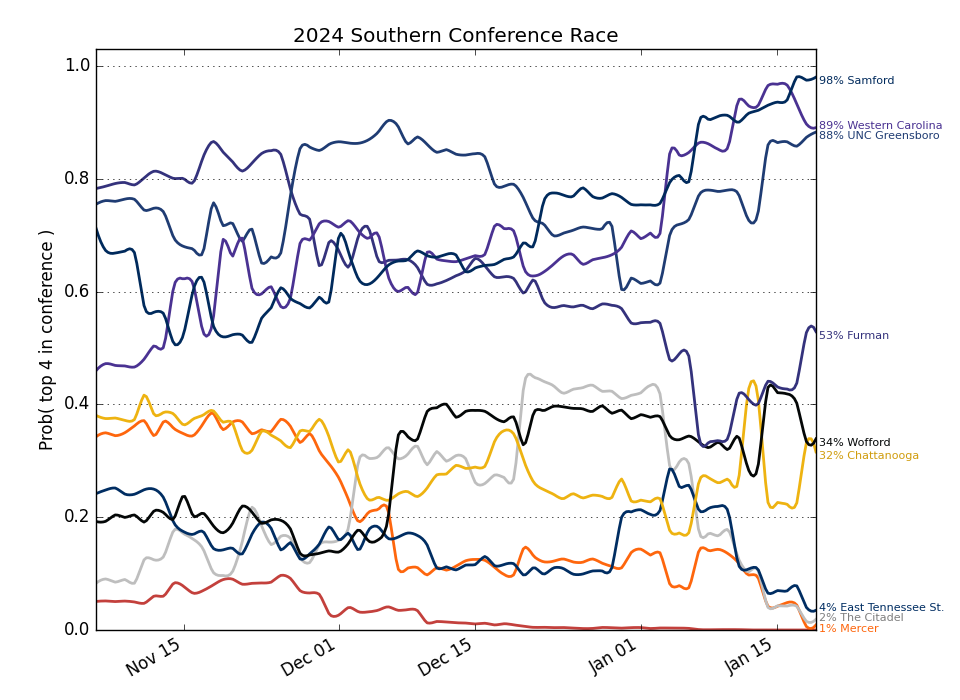 2024 Southern Conference Race
Prob( top 4 in conference )
1.0
0.8
0.6
0.4
0.2
0.0
Nov 15
Dec 01
Dec 15
Jan 01
Jan 15
98% Samford
89% Western Carolina
88% UNC Greensboro
53% Furman
34% Wofford
32% Chattanooga
4% East Tennessee St.
2% The Citadel
1% Mercer